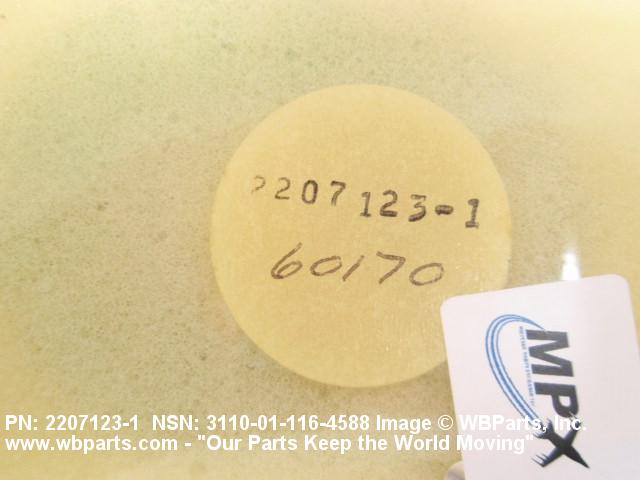 2207123-1
60170
MPX
PN: 2207123-1 NSN: 3110-01-116-4588 Image © WBParts, Inc.
www.wbparts.com - "Our Parts Keep the World Moving"